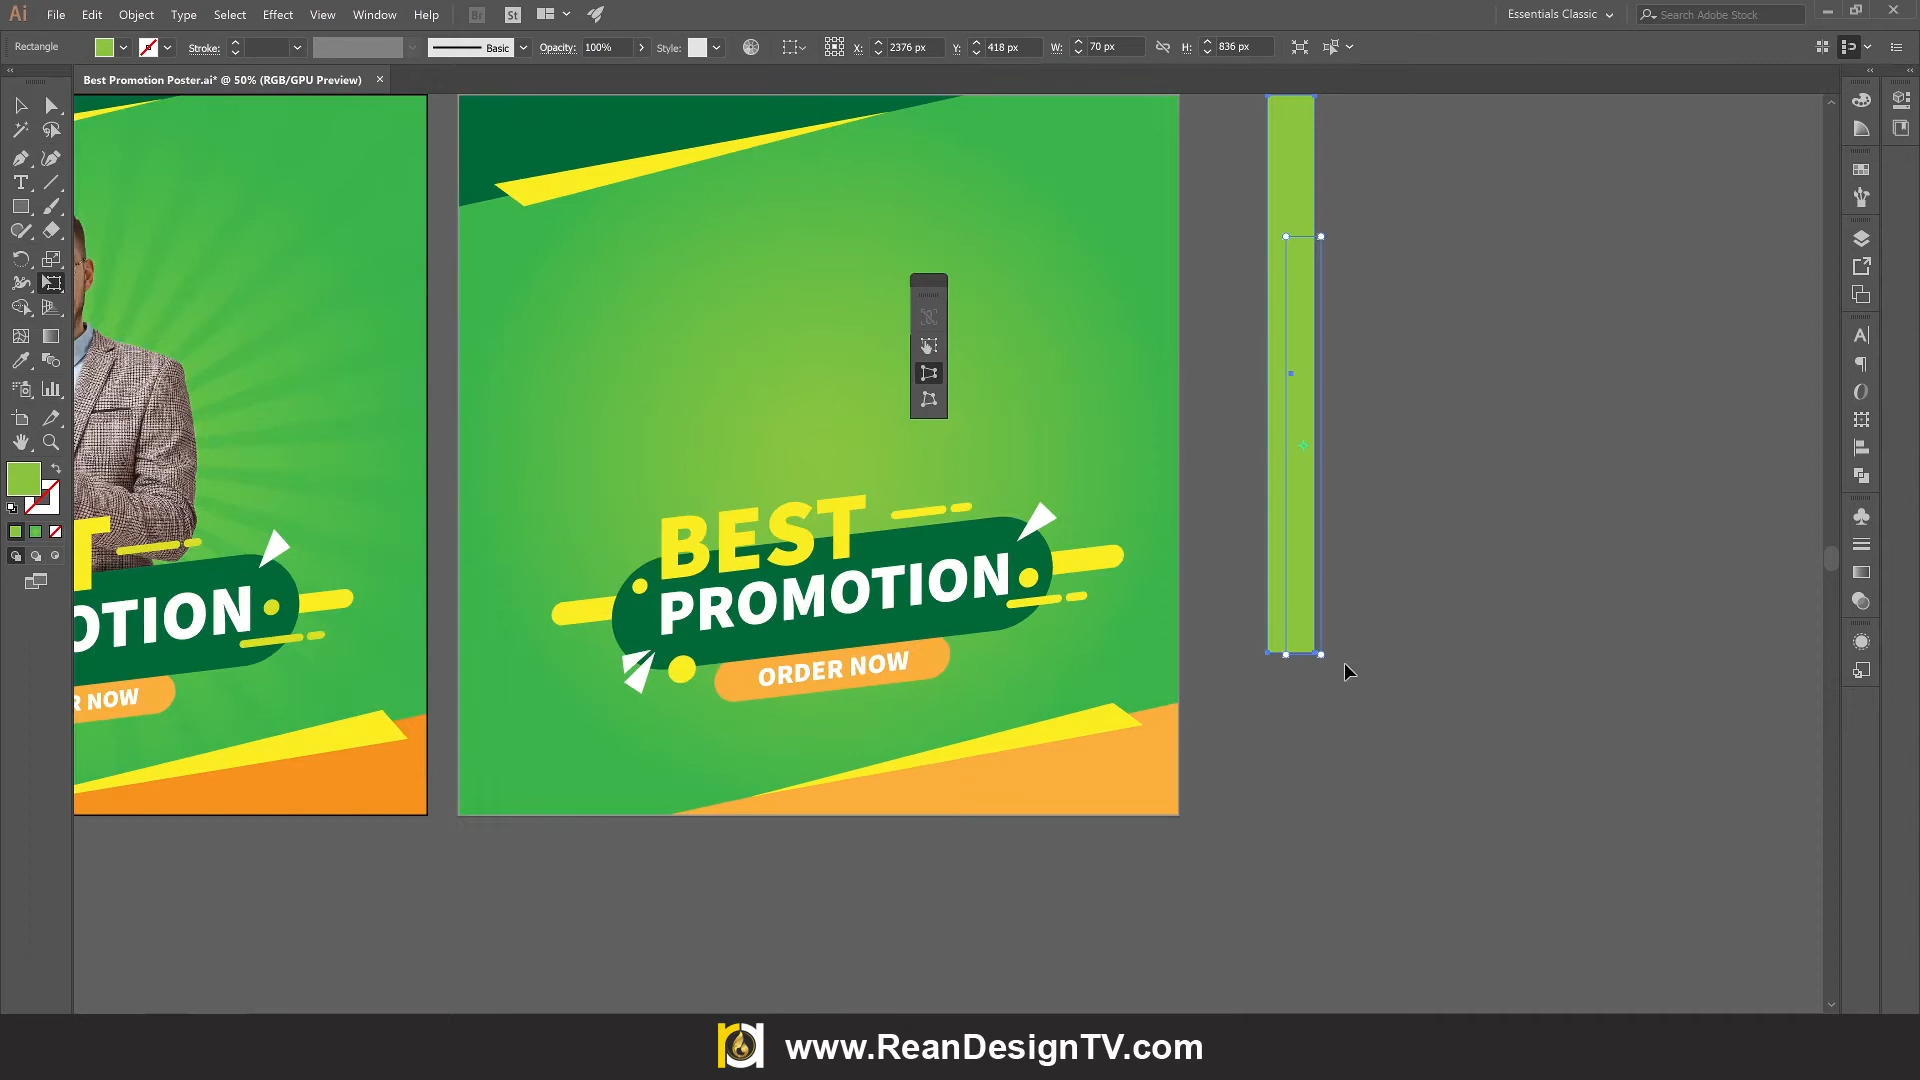 Ai File Edit Object Type Select Effect View Window Help Br St Essentials Classic Search Adobe Stock
Rectangle Stroke: Basic Opacity: 100% Style: X: 2376 px Y: 418 px W: 70 px H: 836 px
Best Promotion Poster.ai* @ 50% (RGB/GPU Preview)
T
OTION
R NOW
BEST
PROMOTION
ORDER NOW
www.ReanDesignTV.com